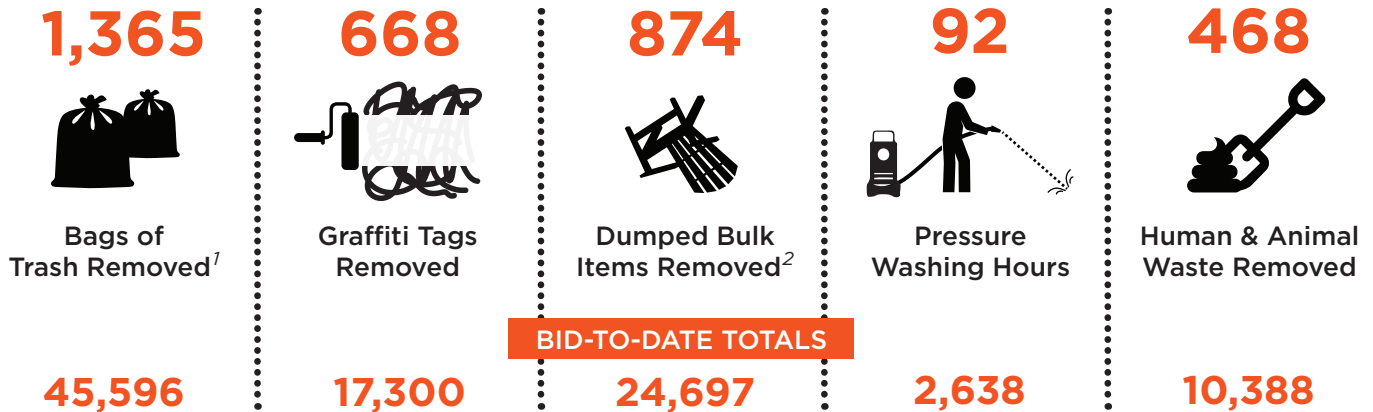 1,365
668
874
92
468
Bags of
Trash Removed1
Graffiti Tags
Removed
Dumped Bulk
Items Removed2
Pressure
Washing Hours
Human & Animal
Waste Removed
BID-TO-DATE TOTALS
45,596
17,300
24,697
2,638
10,388